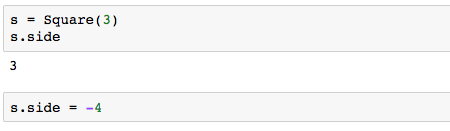 s = Square(3)
s.side
3
s.side = -4